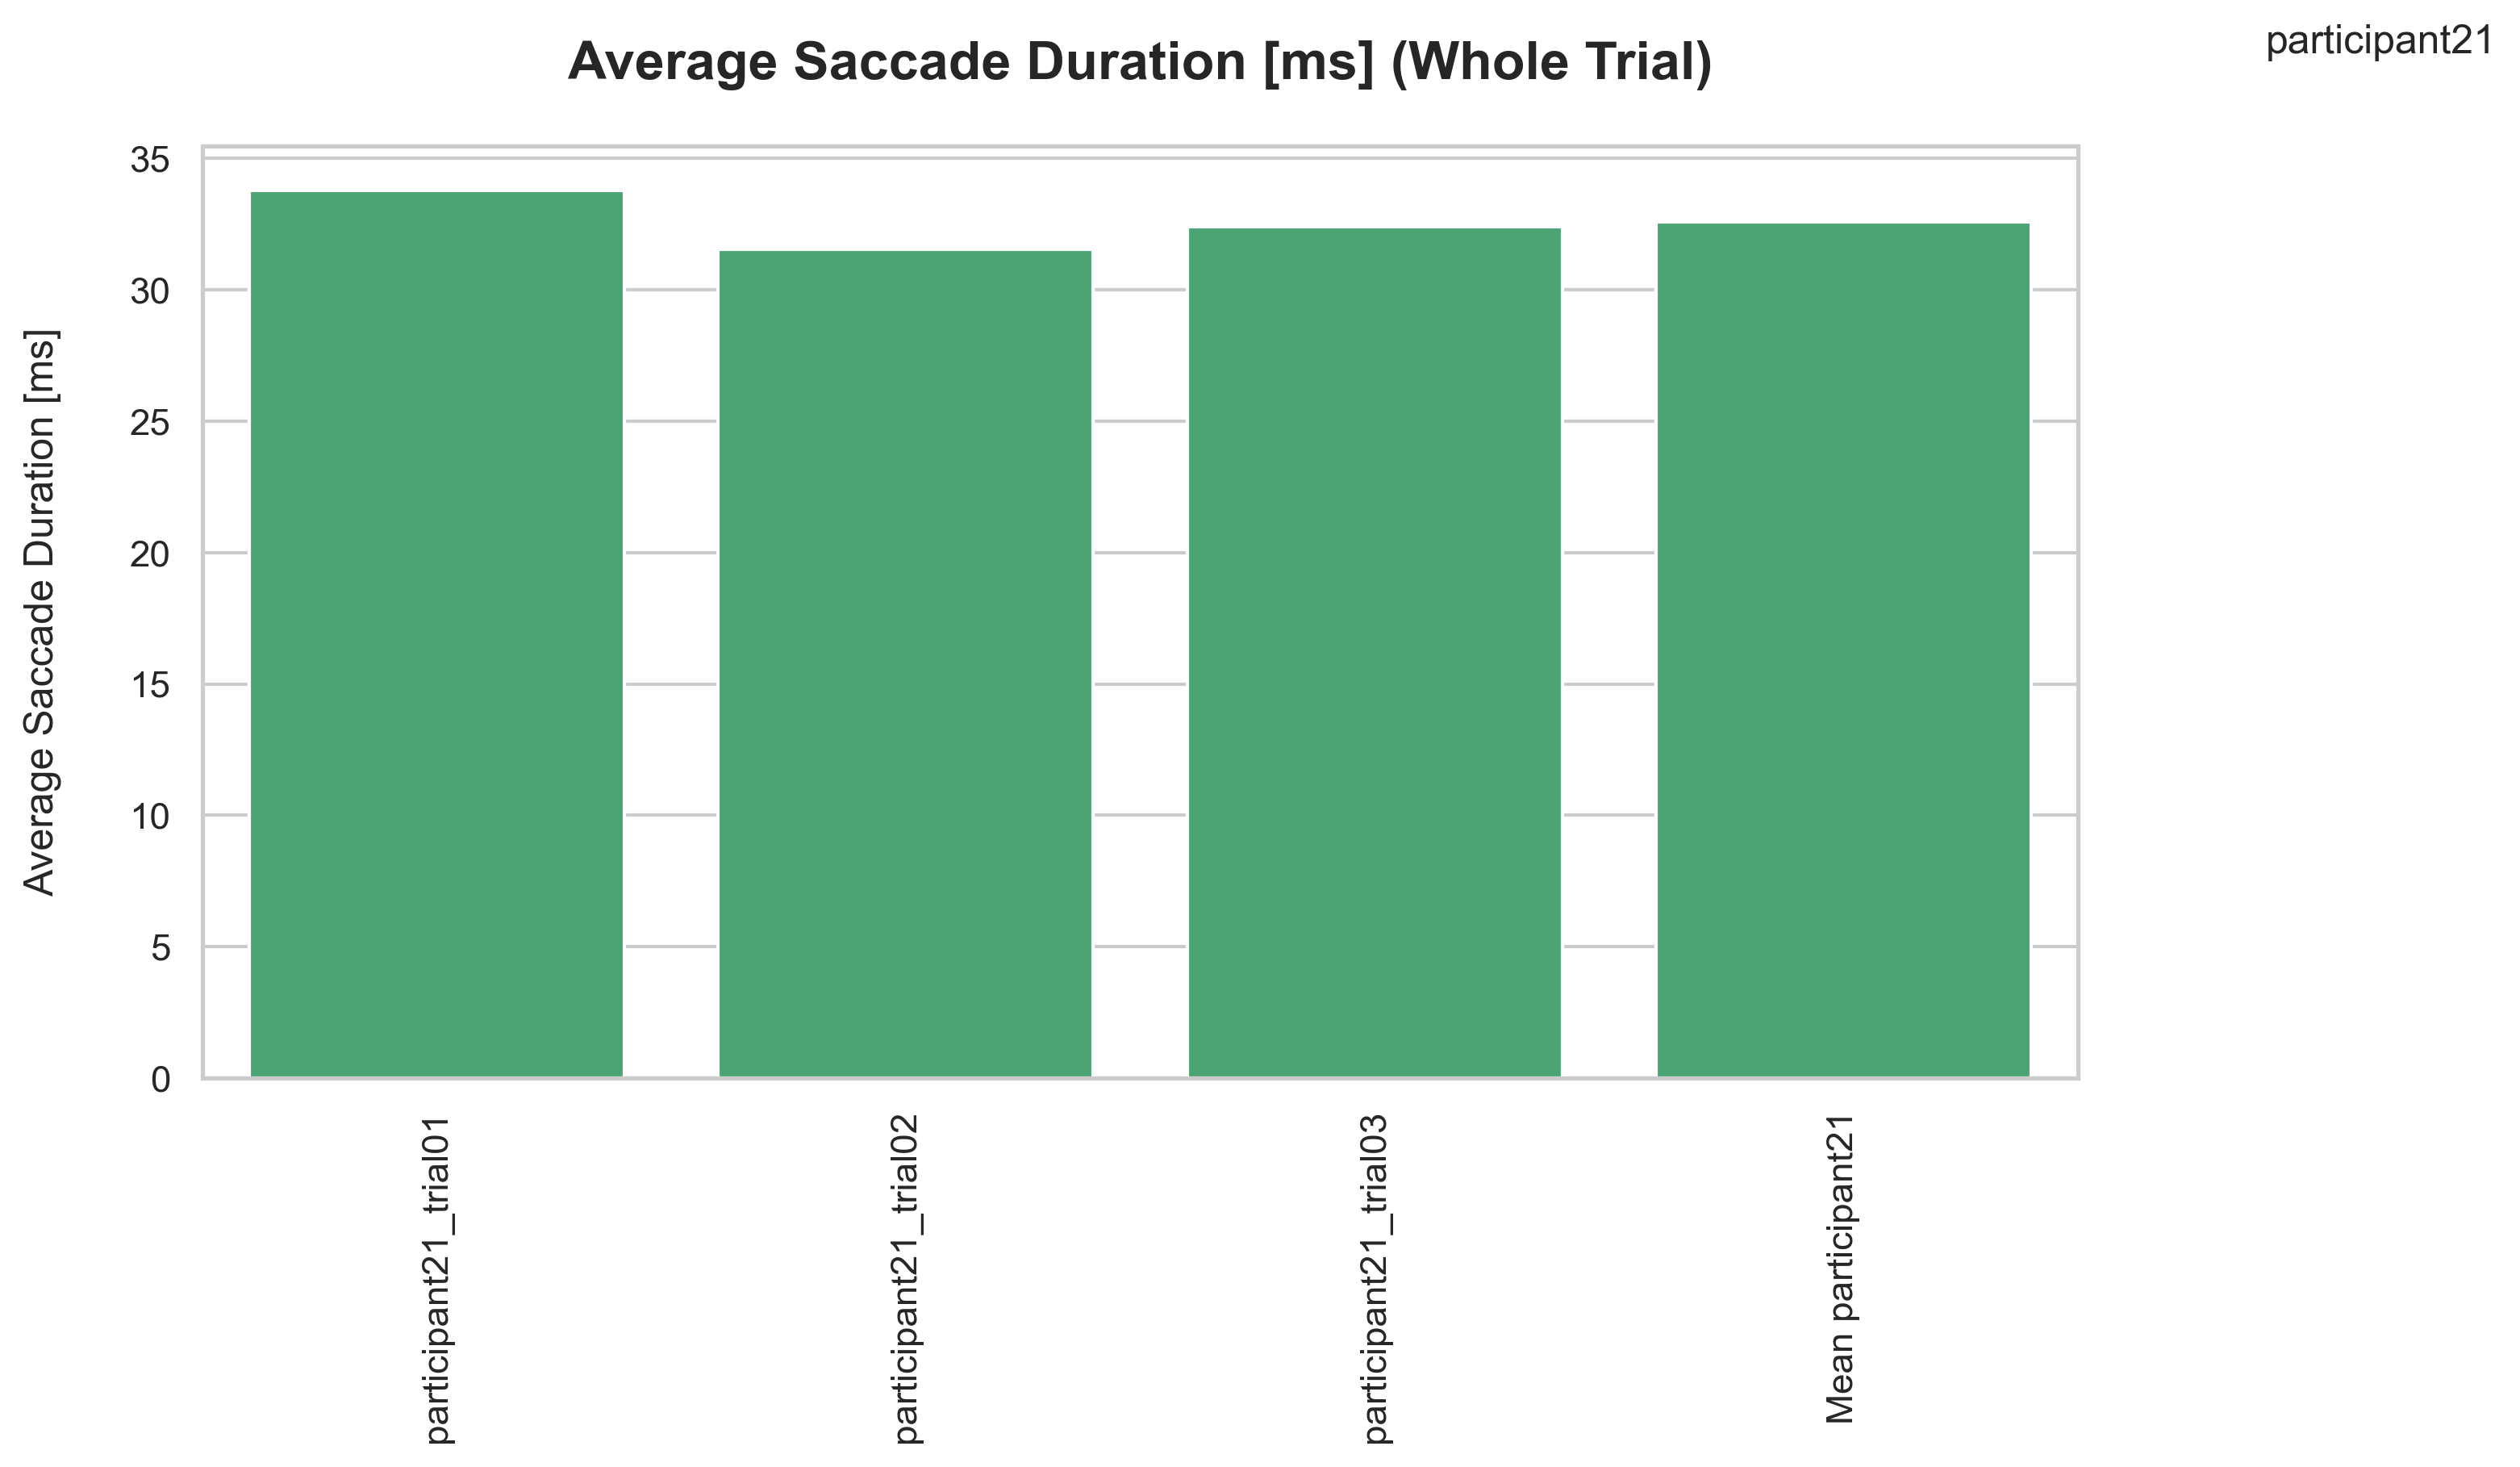 participant21
Average Saccade Duration [ms] (Whole Trial)
Average Saccade Duration [ms]
35
30
25
20
15
10
5
0
participant21_trial01
participant21_trial02
participant21_trial03
Mean participant21